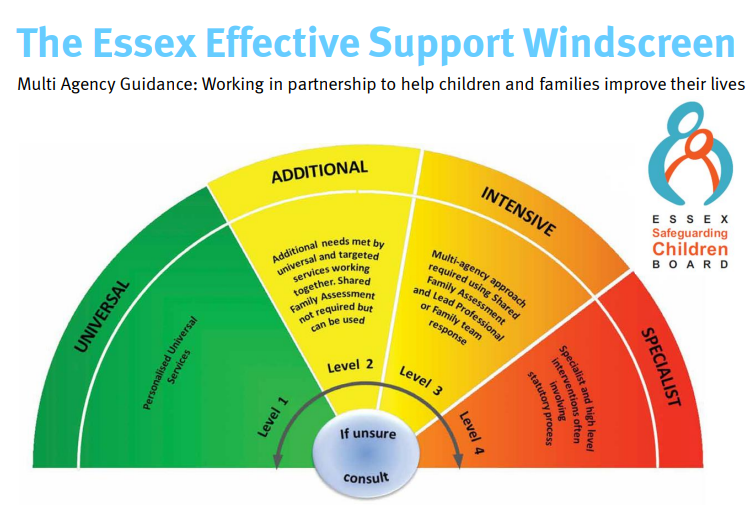 The Essex Effective Support Windscreen
Multi Agency Guidance: Working in partnership to help children and families improve their lives
ESSEX
Safeguarding
Children
BOARD
UNIVERSAL
Personalised Universal
Services
Level 1
ADDITIONAL
Additional needs met by
universal and targeted
services working
together. Shared
Family Assessment
not required but
can be used
Level 2
INTENSIVE
Multi-agency approach
required using Shared
Family Assessment
and Lead Professional
or Family team
response
Level 3
SPECIALIST
Specialist and high level
interventions often
involving
statutory process
Level 4
If unsure
consult